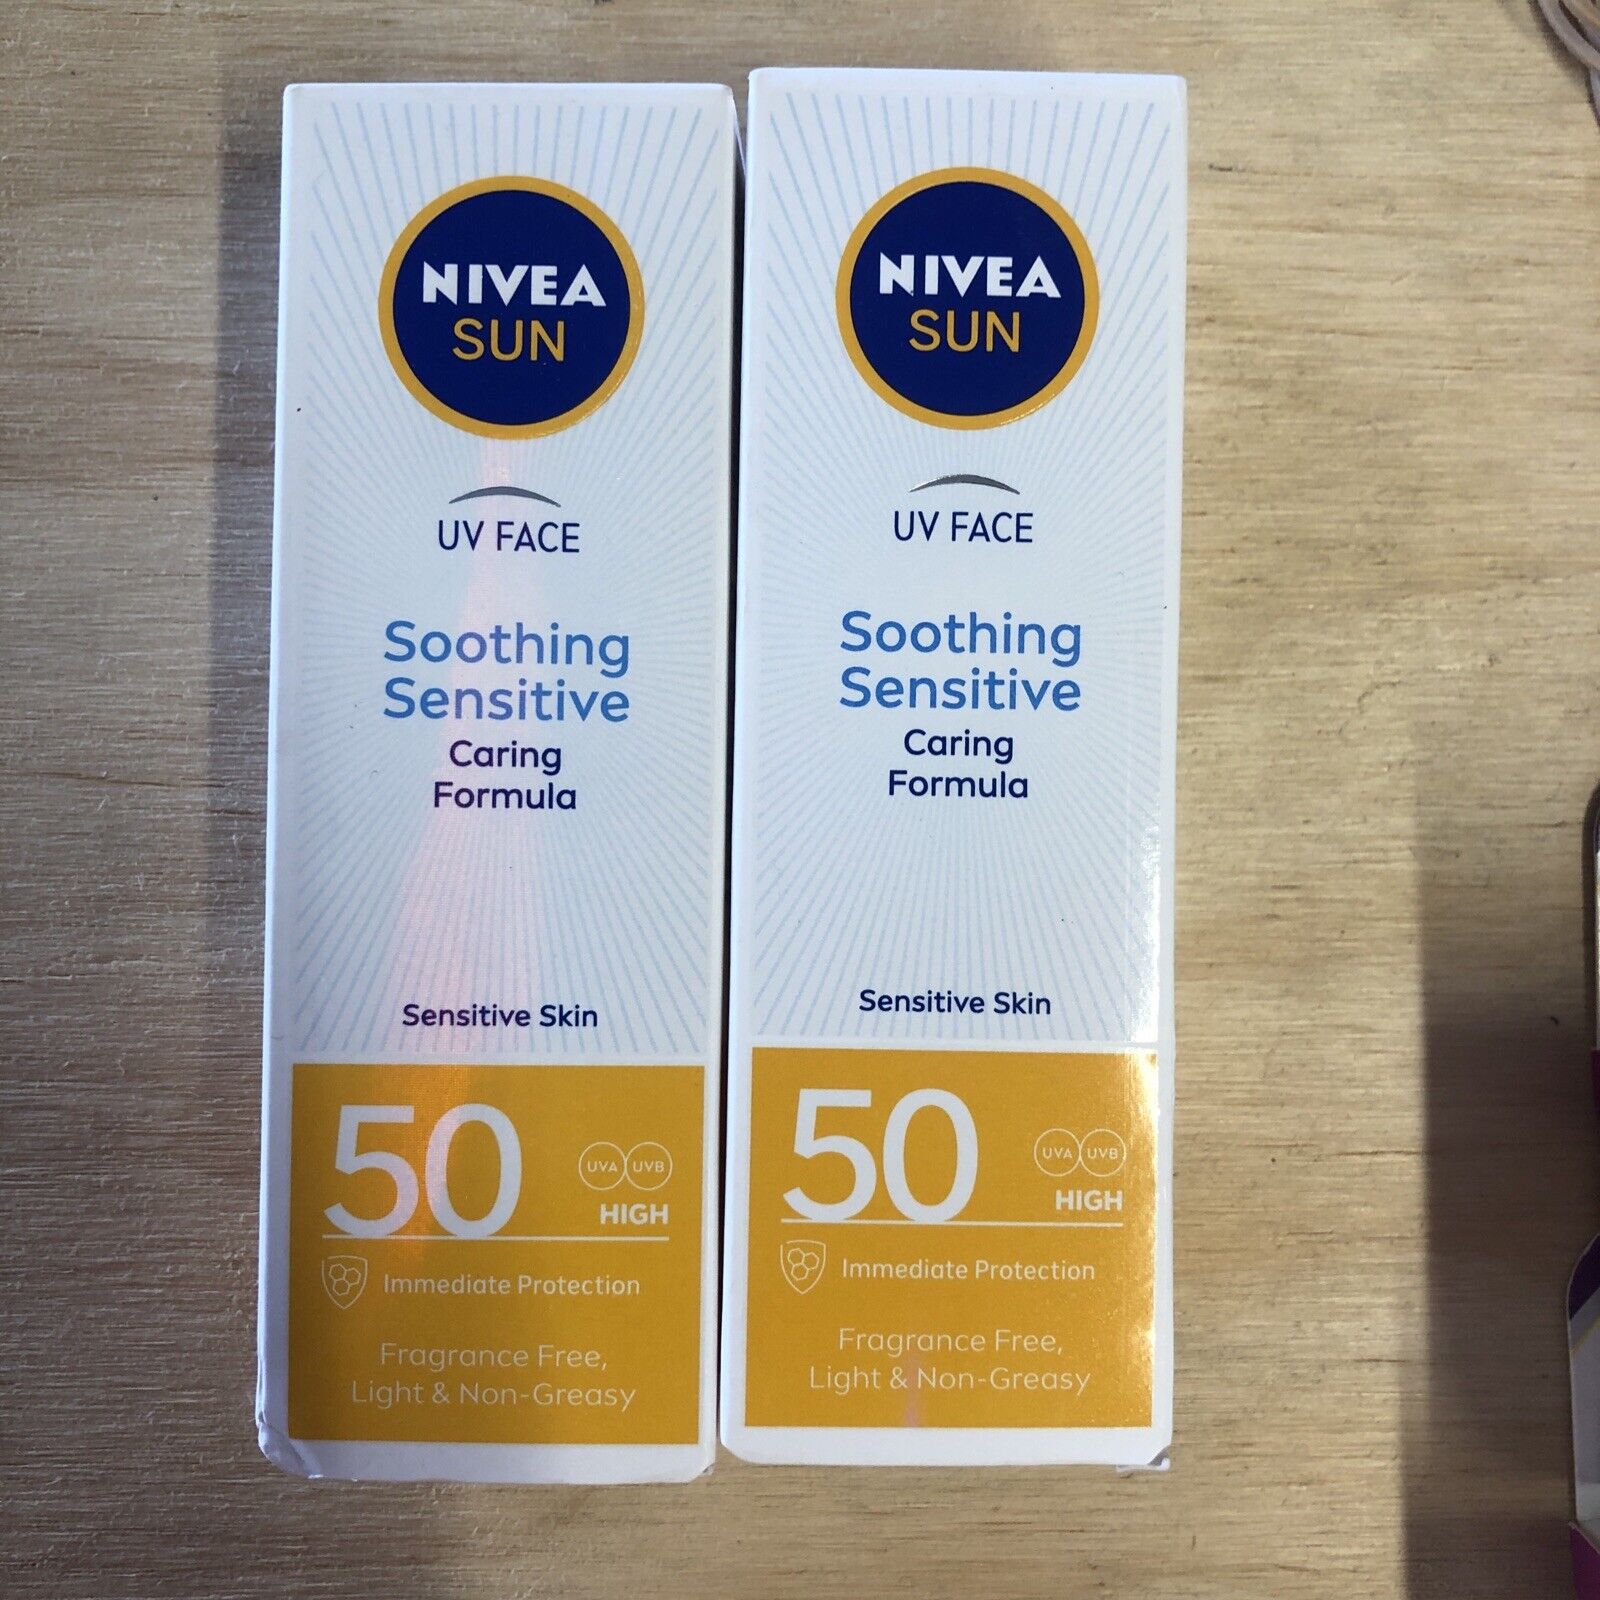 NIVEA
SUN
UV FACE
Soothing
Sensitive
Caring
Formula
Sensitive Skin
50
UVA UVB
HIGH
Immediate Protection
Fragrance Free,
Light & Non-Greasy
NIVEA
SUN
UV FACE
Soothing
Sensitive
Caring
Formula
Sensitive Skin
50
UVA UVB
HIGH
Immediate Protection
Fragrance Free,
Light & Non-Greasy